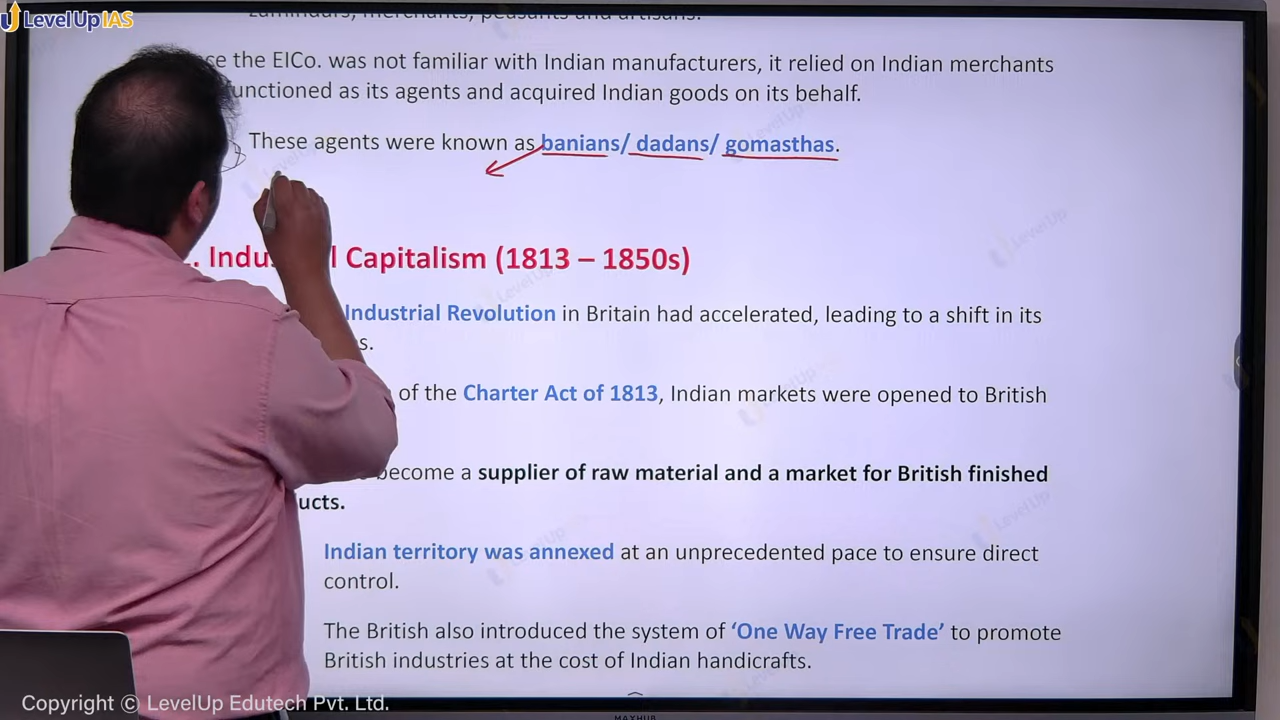 LevelUp IAS
zamindars, merchants, peasants and artisans.
the EICo. was not familiar with Indian manufacturers, it relied on Indian merchants
functioned as its agents and acquired Indian goods on its behalf.
These agents were known as banians/ dadans/ gomasthas.
Capitalism (1813 – 1850s)
Industrial Revolution in Britain had accelerated, leading to a shift in its
of the Charter Act of 1813, Indian markets were opened to British
become a supplier of raw material and a market for British finished
Indian territory was annexed at an unprecedented pace to ensure direct
control.
The British also introduced the system of ‘One Way Free Trade’ to promote
British industries at the cost of Indian handicrafts.
Copyright © LevelUp Edutech Pvt. Ltd.
MAXHUB